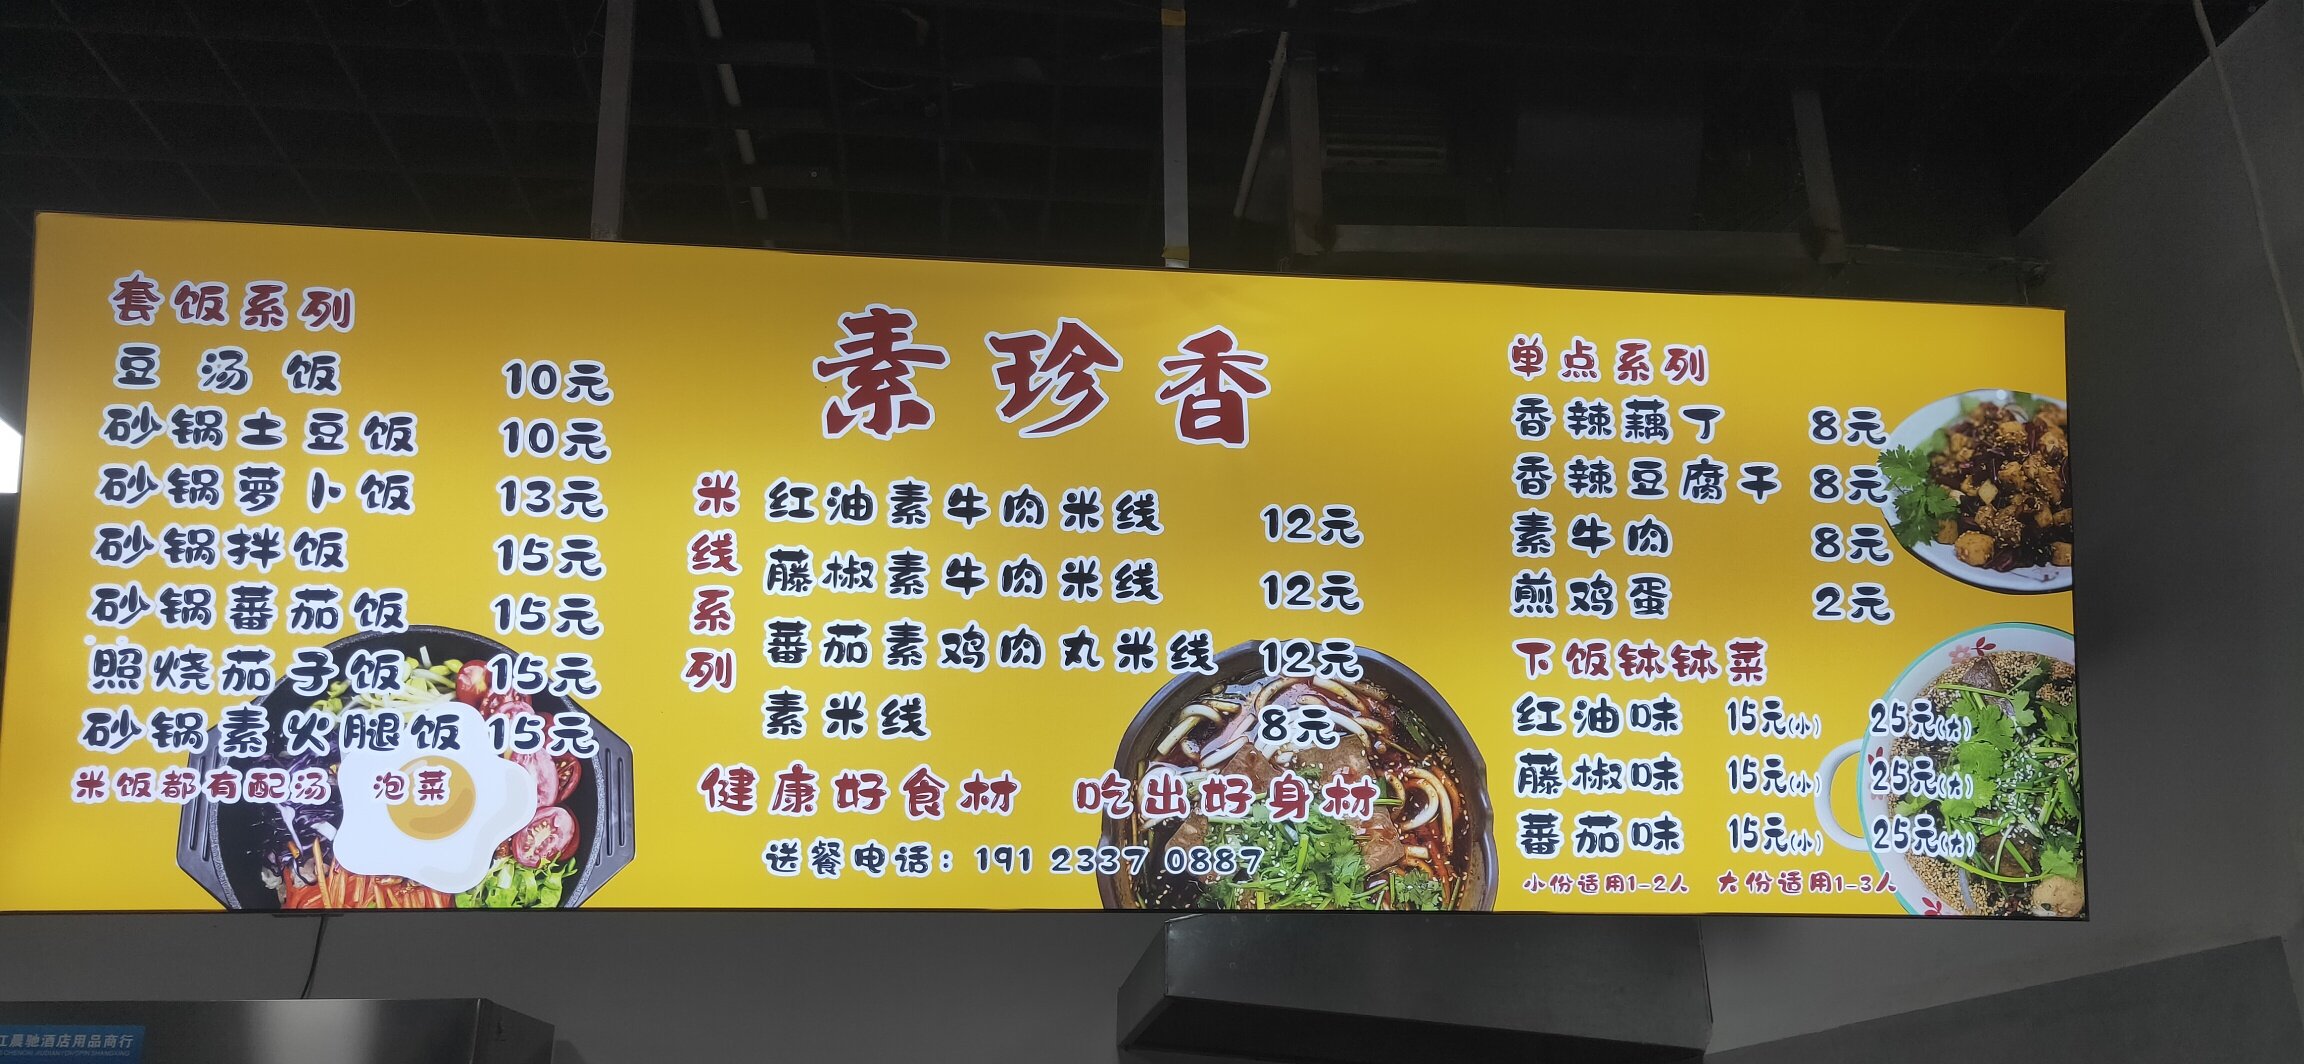 套饭系列
豆汤饭 10元
砂锅土豆饭 10元
砂锅萝卜饭 13元
砂锅拌饭 15元
砂锅蕃茄饭 15元
照烧茄子饭 15元
砂锅素火腿饭 15元
米饭都有配汤 泡菜
素珍香
米线系列
红油素牛肉米线 12元
藤椒素牛肉米线 12元
蕃茄素鸡肉丸米线 12元
素米线 8元
健康好食材 吃出好身材
送餐电话：191 2337 0887
单点系列
香辣藕丁 8元
香辣豆腐干 8元
素牛肉 8元
煎鸡蛋 2元
下饭钵钵菜
红油味 15元(小) 25元(大)
藤椒味 15元(小) 25元(大)
蕃茄味 15元(小) 25元(大)
小份适用1-2人 大份适用1-3人
江晨驰酒店用品商行